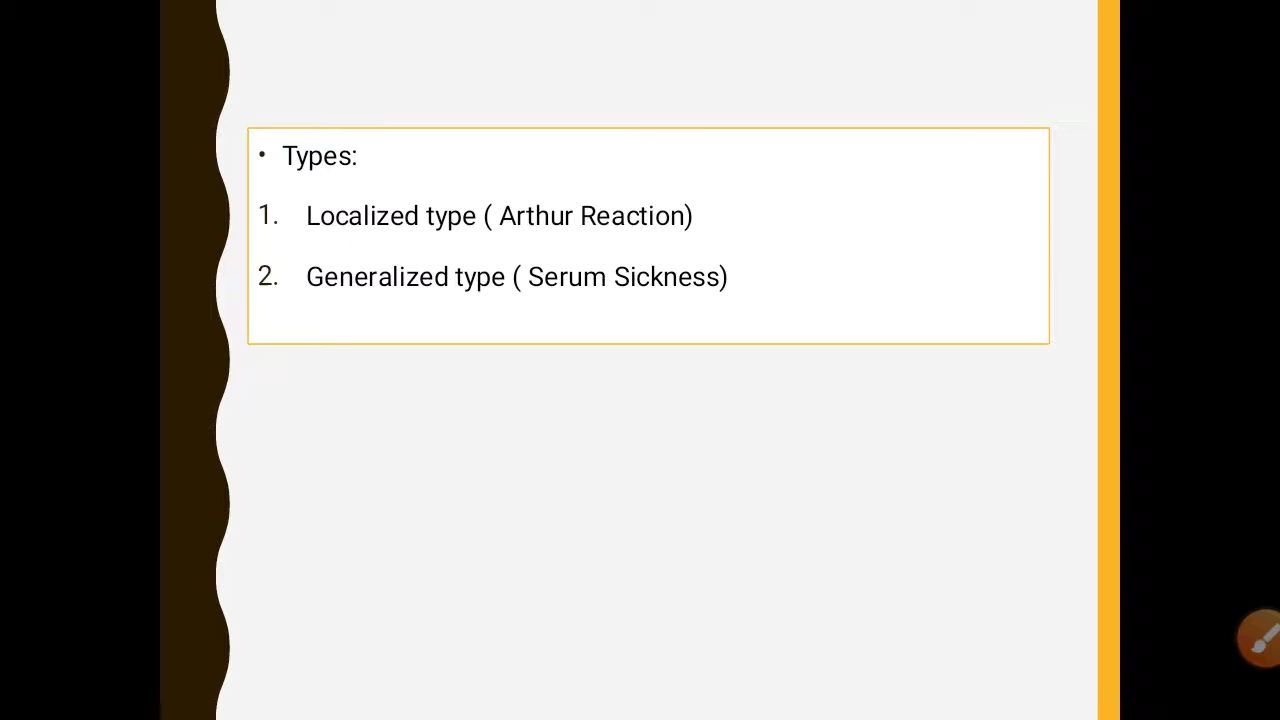 • Types:
1. Localized type ( Arthur Reaction)
2. Generalized type ( Serum Sickness)